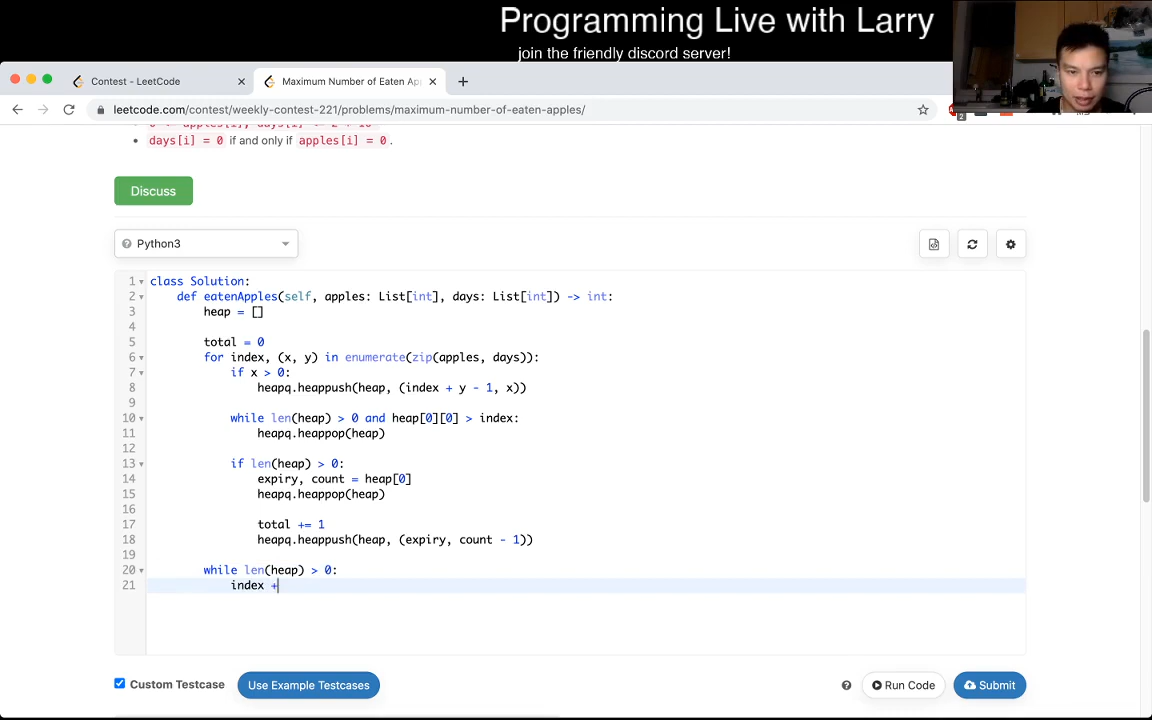 Programming Live with Larry
join the friendly discord server!
Contest - LeetCode
Maximum Number of Eaten Ap
leetcode.com/contest/weekly-contest-221/problems/maximum-number-of-eaten-apples/
days[i] = 0 if and only if apples[i] = 0.
Discuss
Python3
1 class Solution:
2 def eatenApples(self, apples: List[int], days: List[int]) -> int:
3 heap = []
4
5 total = 0
6 for index, (x, y) in enumerate(zip(apples, days)):
7 if x > 0:
8 heapq.heappush(heap, (index + y - 1, x))
9
10 while len(heap) > 0 and heap[0][0] > index:
11 heapq.heappop(heap)
12
13 if len(heap) > 0:
14 expiry, count = heap[0]
15 heapq.heappop(heap)
16
17 total += 1
18 heapq.heappush(heap, (expiry, count - 1))
19
20 while len(heap) > 0:
21 index +
Custom Testcase
Use Example Testcases
Run Code
Submit